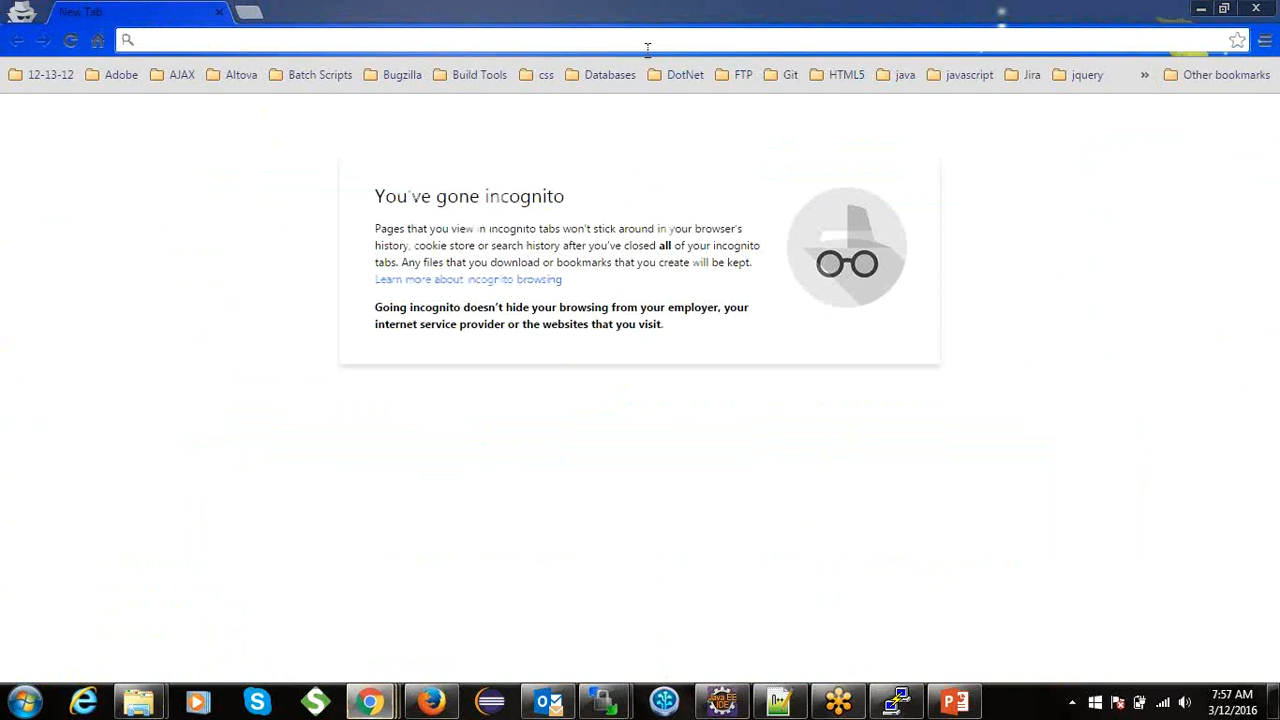 New Tab
12-13-12 Adobe AJAX Altova Batch Scripts Bugzilla Build Tools css Databases DotNet FTP Git HTML5 java javascript Jira jquery » Other bookmarks
You've gone incognito
Pages that you view in incognito tabs won't stick around in your browser's
history, cookie store or search history after you've closed all of your incognito
tabs. Any files that you download or bookmarks that you create will be kept.
Learn more about incognito browsing
Going incognito doesn't hide your browsing from your employer, your
internet service provider or the websites that you visit.
Java EE
IDE
7:57 AM
3/12/2016